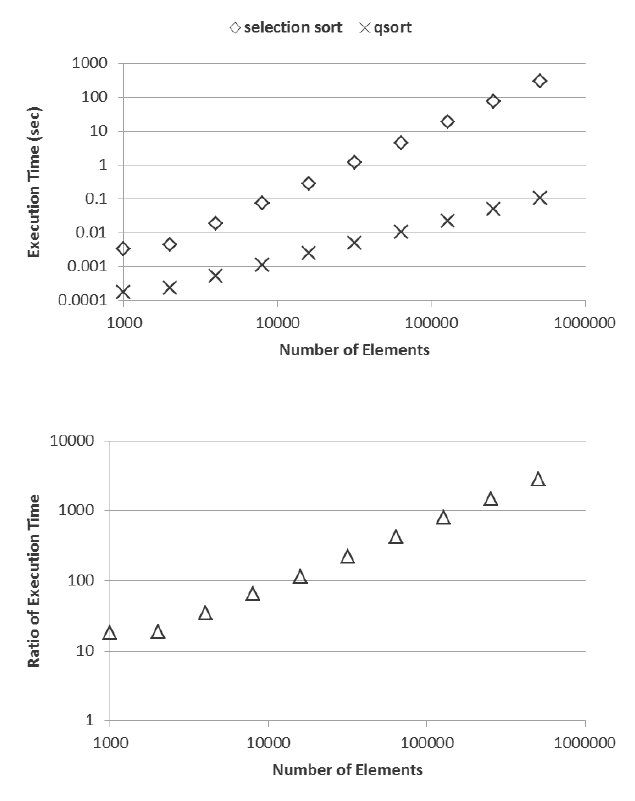 selection sort qsort
1000
100
10
1
0.1
0.01
0.001
0.0001
Execution Time (sec)
1000 10000 100000 1000000
Number of Elements
10000
1000
100
10
1
Ratio of Execution Time
1000 10000 100000 1000000
Number of Elements